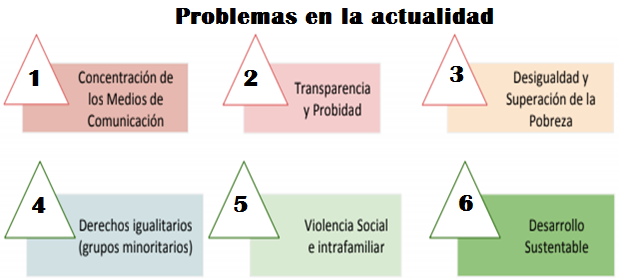 Problemas en la actualidad
1
Concentración de
los Medios de
Comunicación
2
Transparencia
y Probidad
3
Desigualdad y
Superación de la
Pobreza
4
Derechos igualitarios
(grupos minoritarios)
5
Violencia Social
e intrafamiliar
6
Desarrollo
Sustentable